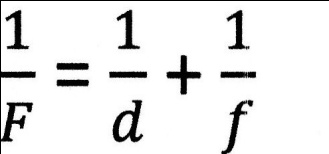 1/F = 1/d + 1/f